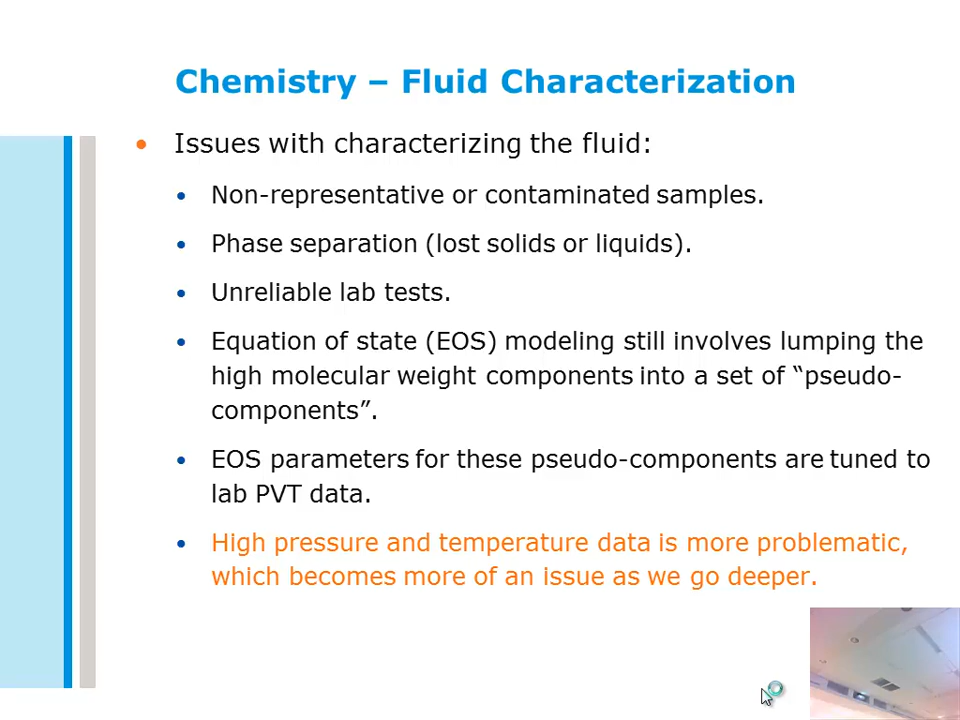 Chemistry – Fluid Characterization
Issues with characterizing the fluid:
Non-representative or contaminated samples.
Phase separation (lost solids or liquids).
Unreliable lab tests.
Equation of state (EOS) modeling still involves lumping the
high molecular weight components into a set of “pseudo-
components”.
EOS parameters for these pseudo-components are tuned to
lab PVT data.
High pressure and temperature data is more problematic,
which becomes more of an issue as we go deeper.